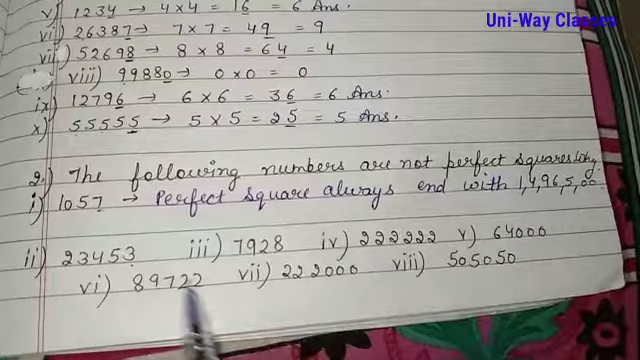 Uni-Way Classes
v) 1234 → 4 × 4 = 16 = 6 Ans.
vi) 26387 → 7 × 7 = 49 = 9
vii) 52698 → 8 × 8 = 64 = 4
viii) 99880 → 0 × 0 = 0
ix) 12796 → 6 × 6 = 36 = 6 Ans.
x) 55555 → 5 × 5 = 25 = 5 Ans.
2.) The following numbers are not perfect squares why.
i) 1057 → Perfect square always end with 1,4,9,6,5,00.
ii) 23453 iii) 7928 iv) 222222 v) 64000
vi) 89722 vii) 222000 viii) 505050